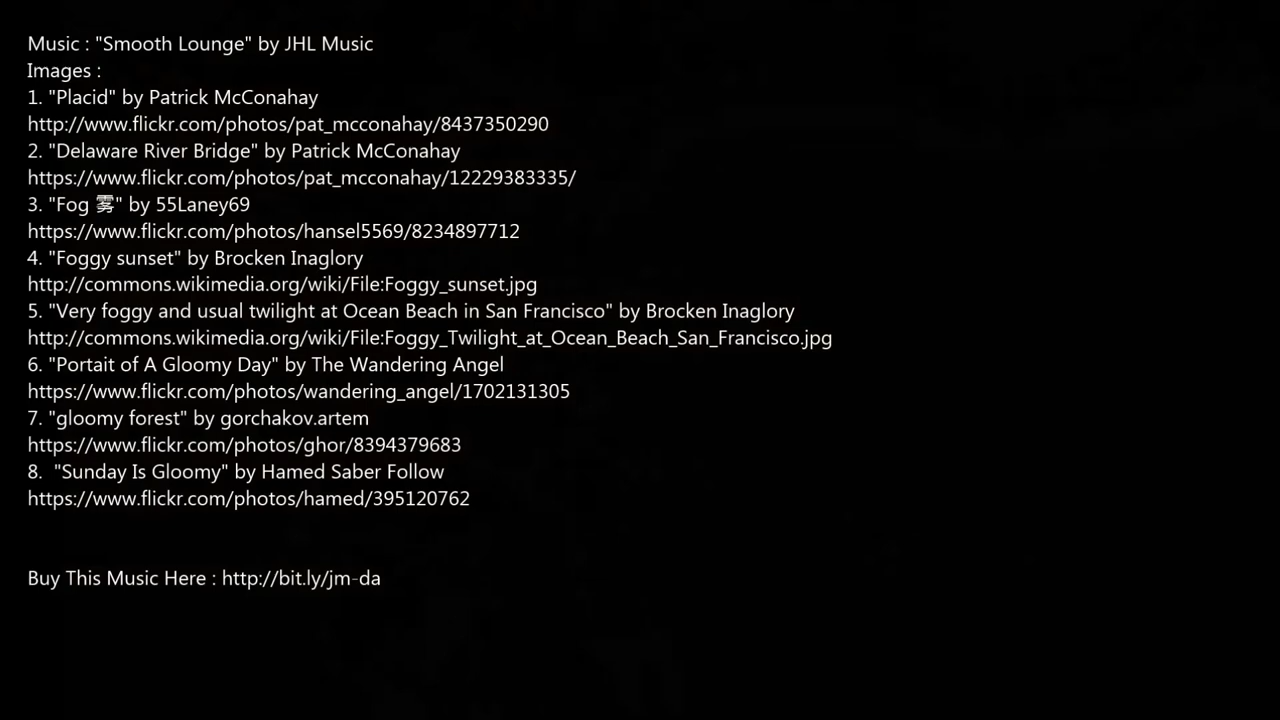 Music : "Smooth Lounge" by JHL Music
Images :
1. "Placid" by Patrick McConahay
http://www.flickr.com/photos/pat_mcconahay/8437350290
2. "Delaware River Bridge" by Patrick McConahay
https://www.flickr.com/photos/pat_mcconahay/12229383335/
3. "Fog 雾" by 55Laney69
https://www.flickr.com/photos/hansel5569/8234897712
4. "Foggy sunset" by Brocken Inaglory
http://commons.wikimedia.org/wiki/File:Foggy_sunset.jpg
5. "Very foggy and usual twilight at Ocean Beach in San Francisco" by Brocken Inaglory
http://commons.wikimedia.org/wiki/File:Foggy_Twilight_at_Ocean_Beach_San_Francisco.jpg
6. "Portait of A Gloomy Day" by The Wandering Angel
https://www.flickr.com/photos/wandering_angel/1702131305
7. "gloomy forest" by gorchakov.artem
https://www.flickr.com/photos/ghor/8394379683
8.  "Sunday Is Gloomy" by Hamed Saber Follow
https://www.flickr.com/photos/hamed/395120762
Buy This Music Here : http://bit.ly/jm-da